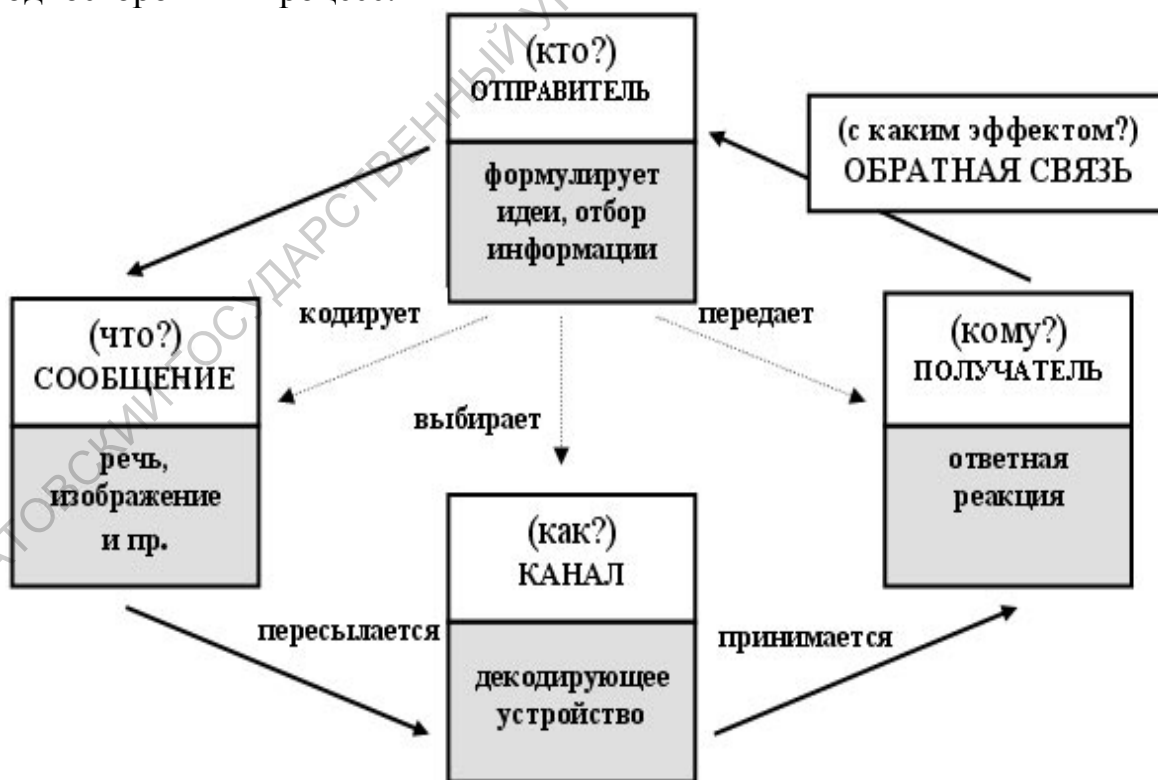 (кто?)
ОТПРАВИТЕЛЬ
формулирует
идеи, отбор
информации
(с каким эффектом?)
ОБРАТНАЯ СВЯЗЬ
кодирует
передает
(что?)
СООБЩЕНИЕ
речь,
изображение
и пр.
выбирает
(кому?)
ПОЛУЧАТЕЛЬ
ответная
реакция
(как?)
КАНАЛ
декодирующее
устройство
пересылается
принимается
ГОСУДАРСТВЕННЫЙ